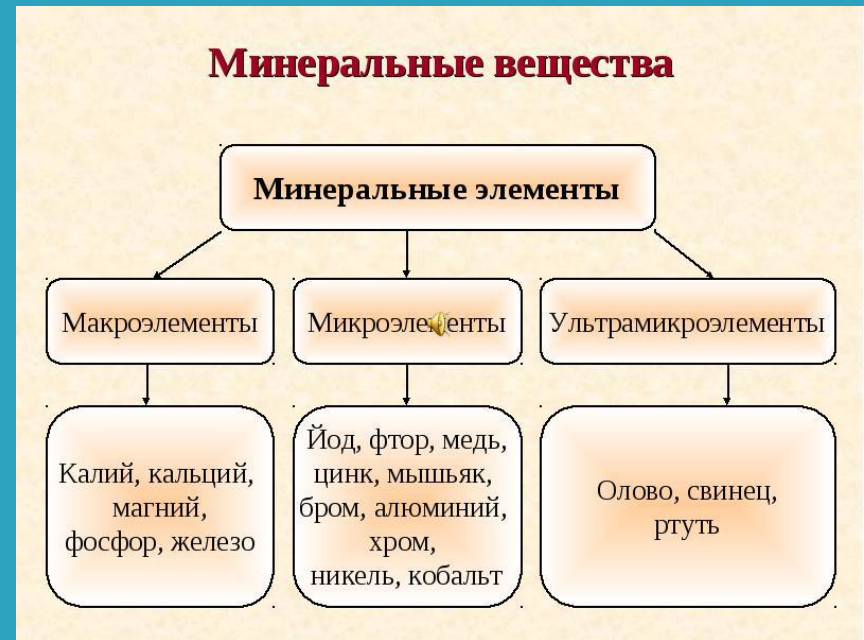 Минеральные вещества
Минеральные элементы
Макроэлементы
Микроэлементы
Ультрамикроэлементы
Калий, кальций,
магний,
фосфор, железо
Йод, фтор, медь,
цинк, мышьяк,
бром, алюминий,
хром,
никель, кобальт
Олово, свинец,
ртуть